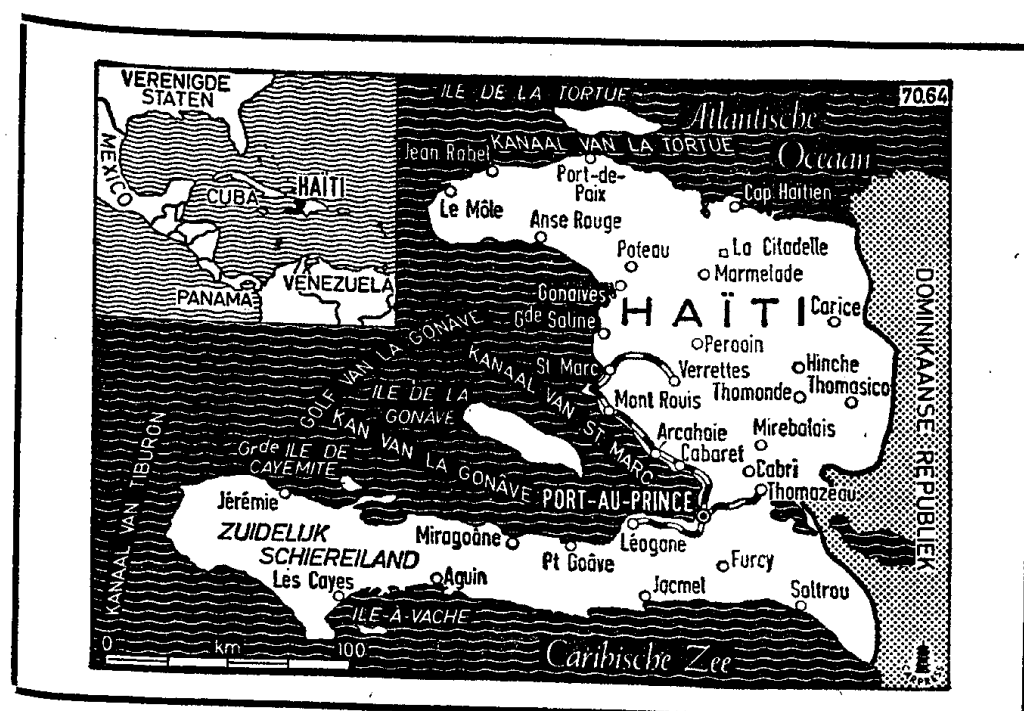 VERENIGDE
STATEN
MEXICO
CUBA
HAÏTI
PANAMA
VENEZUELA
70.64
ILE DE LA TORTUE
Atlantische
Oceaan
KANAAL VAN LA TORTUE
Jean Rabel
Port-de-
Paix
Le Môle
Cap. Haïtien
Anse Rouge
Poteau
La Citadelle
Marmelade
Gonaïves
HAÏTI
Carice
Gde Saline
Peroain
St Marc
Verrettes
Hinche
Thomonde
Thomasico
Mont Rouis
Mirebalais
Arcahaie
Cabaret
Cabri
Thomazeau
GOLF VAN LA GONÂVE
ILE DE LA
GONÂVE
KANAAL VAN ST MARC
KAN VAN LA GONÂVE
PORT-AU-PRINCE
Grde ILE DE
CAYEMITE
KANAAL VAN TIBURON
DOMINIKAANSE REPUBLIEK
Jérémie
ZUIDELIJK
SCHIEREILAND
Miragoâne
Pt Goâve
Léogane
Furcy
Les Cayes
Aquin
Jacmel
Saltrou
ILE-À-VACHE
Caribische Zee
0 km 100